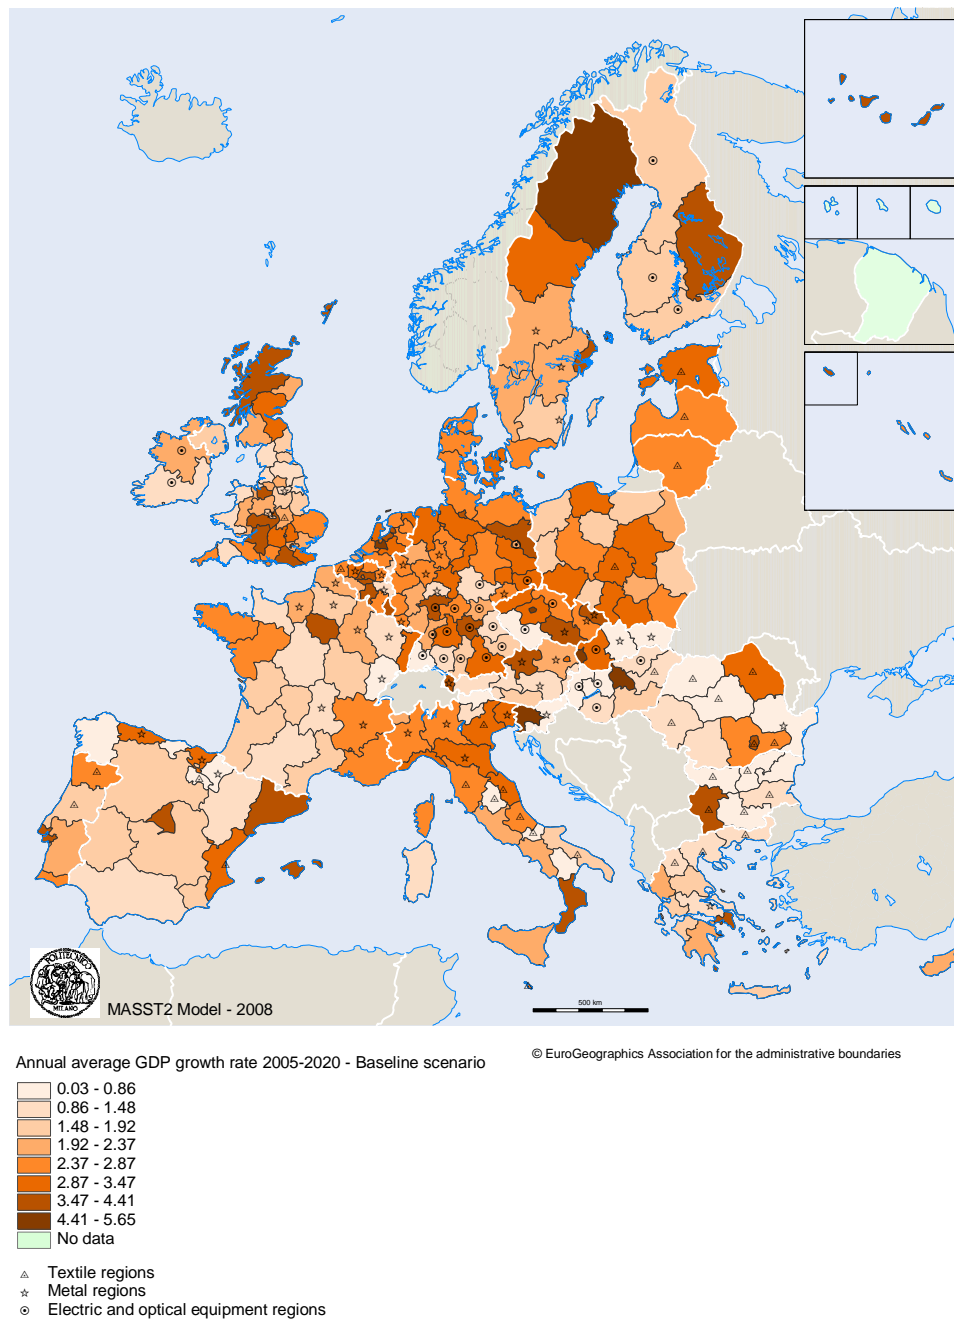 POLITECNICO
MILANO
MASST2 Model - 2008
500 km
© EuroGeographics Association for the administrative boundaries
Annual average GDP growth rate 2005-2020 - Baseline scenario
0.03 - 0.86
0.86 - 1.48
1.48 - 1.92
1.92 - 2.37
2.37 - 2.87
2.87 - 3.47
3.47 - 4.41
4.41 - 5.65
No data
Textile regions
Metal regions
Electric and optical equipment regions